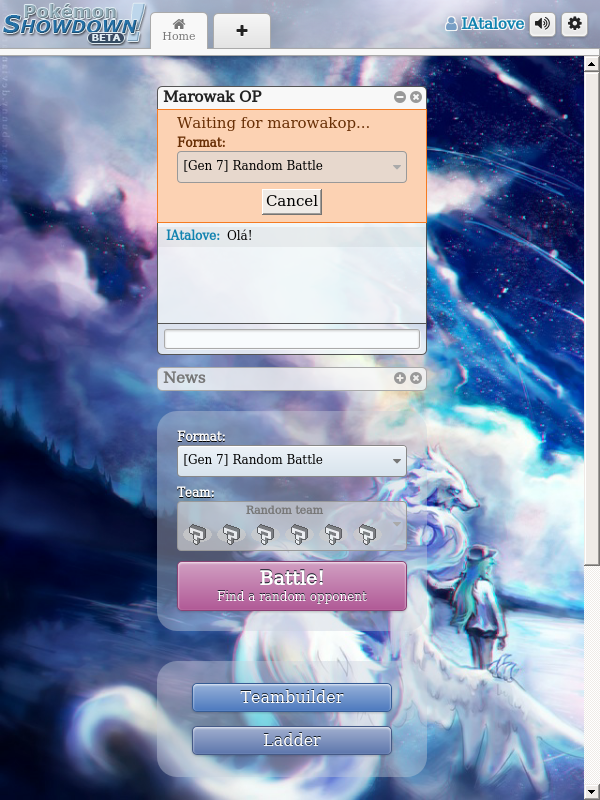 Pokémon
SHOWDOWN!
BETA
Home
IAtalove
Marowak OP
Waiting for marowakop...
Format:
[Gen 7] Random Battle
Cancel
IAtalove: Olá!
News
Format:
[Gen 7] Random Battle
Team:
Random team
Battle!
Find a random opponent
Teambuilder
Ladder